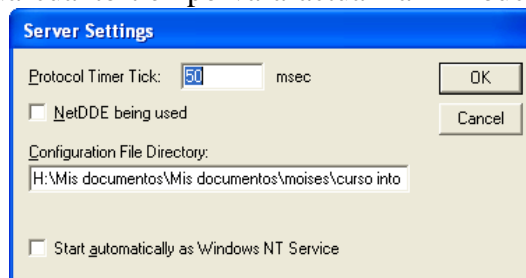 Server Settings
Protocol Timer Tick: 50 msec
OK
NetDDE being used
Cancel
Configuration File Directory:
H:\Mis documentos\Mis documentos\moises\curso into
Start automatically as Windows NT Service